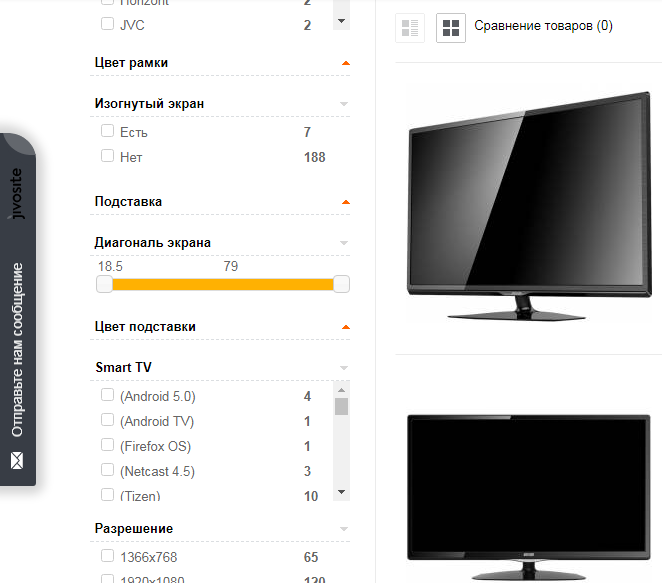 Horizont 2
JVC 2
Цвет рамки
Изогнутый экран
Есть 7
Нет 188
Подставка
Диагональ экрана
18.5 79
Цвет подставки
Smart TV
(Android 5.0) 4
(Android TV) 1
(Firefox OS) 1
(Netcast 4.5) 3
(Tizen) 10
Разрешение
1366x768 65
1920x1080 120
Сравнение товаров (0)
jivosite
Отправьте нам сообщение